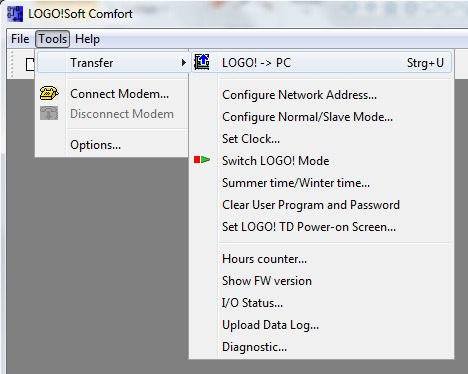 LOGO!Soft Comfort
File Tools Help
Transfer
Connect Modem...
Disconnect Modem
Options...
LOGO! -> PC Strg+U
Configure Network Address...
Configure Normal/Slave Mode...
Set Clock...
Switch LOGO! Mode
Summer time/Winter time...
Clear User Program and Password
Set LOGO! TD Power-on Screen...
Hours counter...
Show FW version
I/O Status...
Upload Data Log...
Diagnostic...